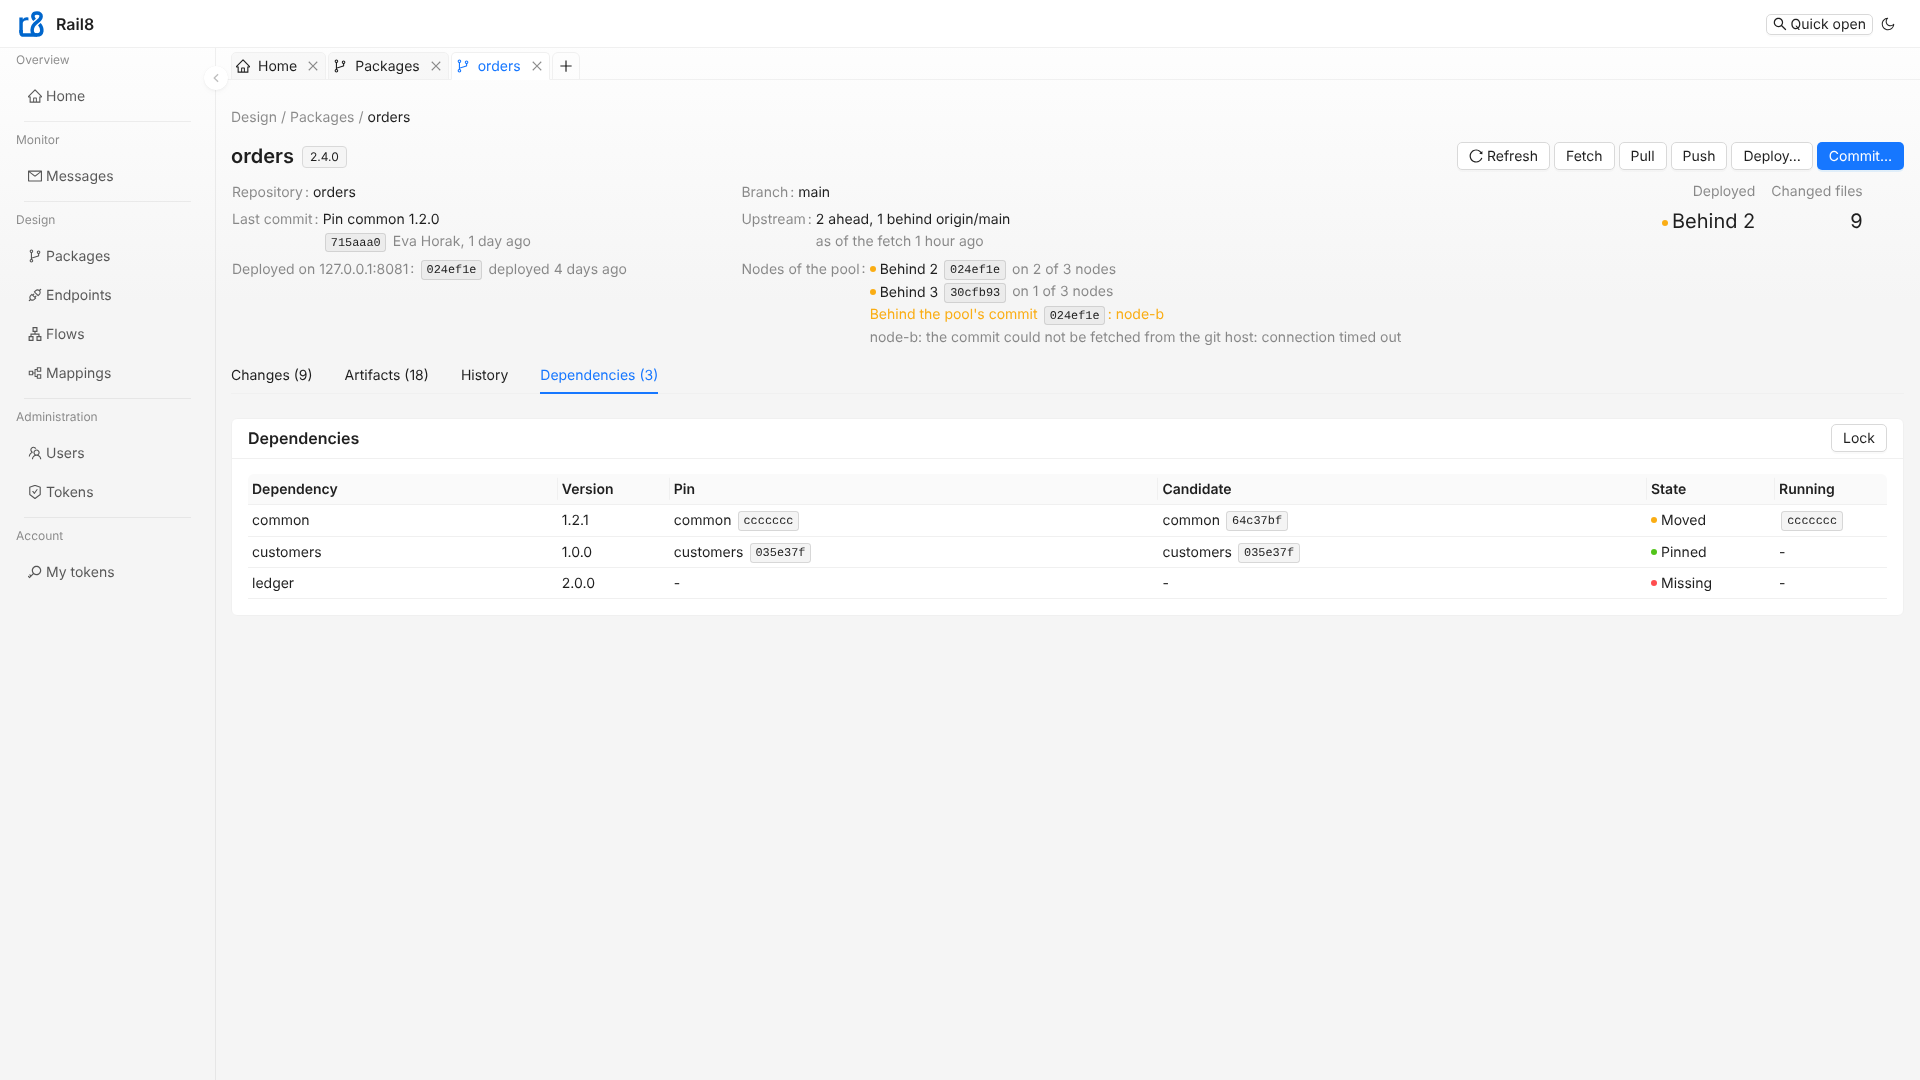 r8 Rail8
Quick open
Overview
Home
Monitor
Messages
Design
Packages
Endpoints
Flows
Mappings
Administration
Users
Tokens
Account
My tokens
Home
Packages
orders
Design / Packages / orders
orders 2.4.0
Refresh Fetch Pull Push Deploy... Commit...
Repository: orders
Branch: main
Deployed Changed files
Last commit: Pin common 1.2.0
Upstream: 2 ahead, 1 behind origin/main
Behind 2 9
715aaa0 Eva Horak, 1 day ago
as of the fetch 1 hour ago
Deployed on 127.0.0.1:8081: 024ef1e deployed 4 days ago
Nodes of the pool: Behind 2 024ef1e on 2 of 3 nodes
Behind 3 30cfb93 on 1 of 3 nodes
Behind the pool's commit 024ef1e : node-b
node-b: the commit could not be fetched from the git host: connection timed out
Changes (9) Artifacts (18) History Dependencies (3)
Dependencies Lock
Dependency Version Pin Candidate State Running
common 1.2.1 common ccccccc common 64c37bf Moved ccccccc
customers 1.0.0 customers 035e37f customers 035e37f Pinned -
ledger 2.0.0 - - Missing -